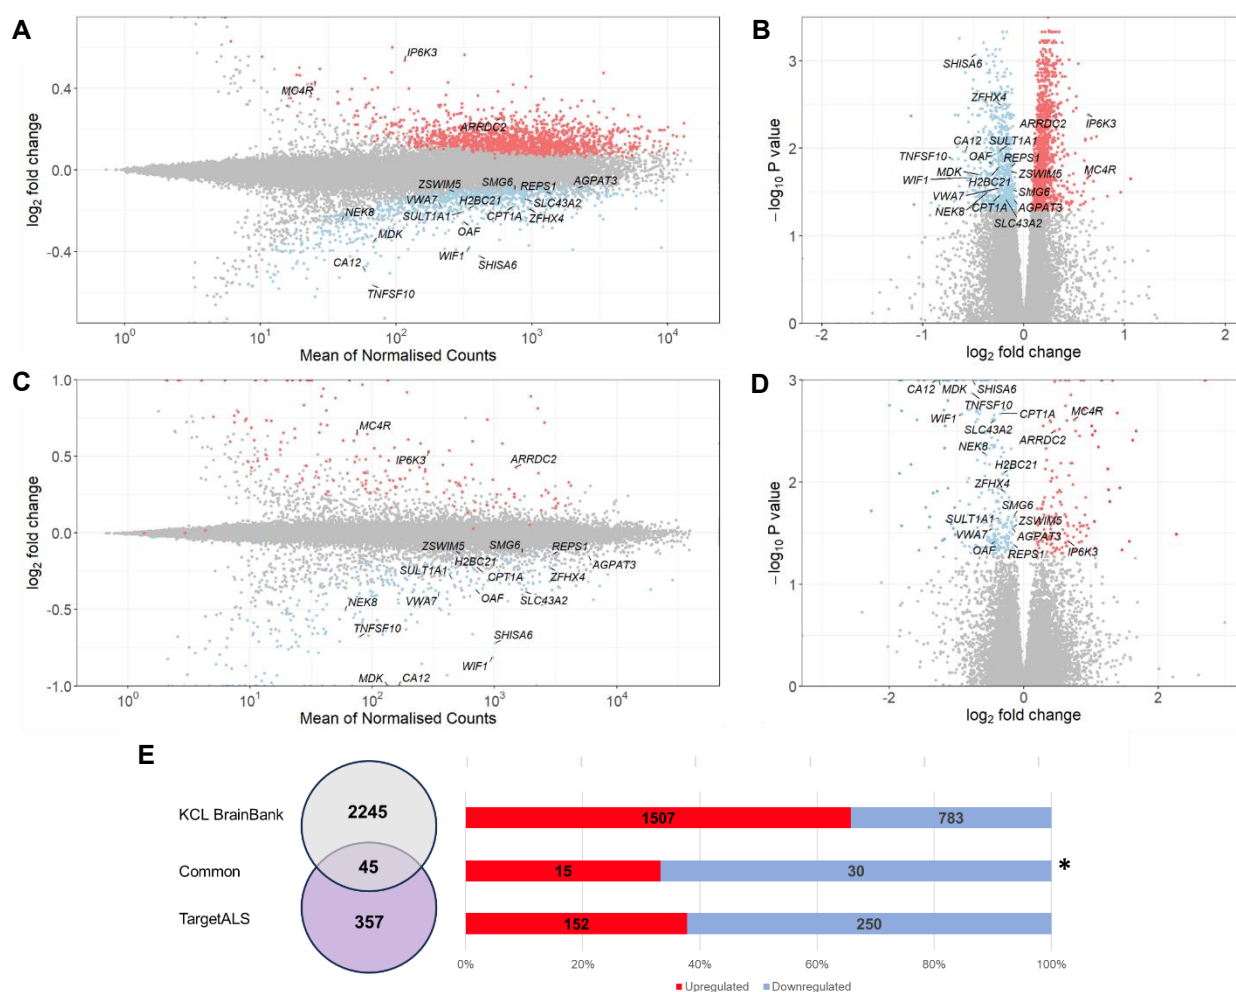 A
0.4
0.0
-0.4
log2 fold change
IP6K3
MC4R
ARRDC2
ZSWIM5
SMG6
REPS1
AGPAT3
VWA7
H2BC21
SLC43A2
NEK8
SULT1A1
CPT1A
ZFHX4
OAF
MDK
WIF1
SHISA6
CA12
TNFSF10
10^0
10^1
10^2
10^3
10^4
Mean of Normalised Counts
B
3
2
1
0
−log10 P value
SHISA6
ZFHX4
ARRDC2
IP6K3
CA12
SULT1A1
TNFSF10
OAF
REPS1
MDK
ZSWIM5
MC4R
WIF1
H2BC21
VWA7
SMG6
NEK8
CPT1A
AGPAT3
SLC43A2
-2
-1
0
1
2
log2 fold change
C
1.0
0.5
0.0
-0.5
-1.0
log2 fold change
MC4R
IP6K3
ARRDC2
ZSWIM5
SMG6
REPS1
H2BC21
AGPAT3
SULT1A1
CPT1A
ZFHX4
NEK8
VWA7
OAF
SLC43A2
TNFSF10
SHISA6
WIF1
MDK
CA12
10^0
10^1
10^2
10^3
10^4
Mean of Normalised Counts
D
3
2
1
0
−log10 P value
CA12
MDK
SHISA6
TNFSF10
WIF1
CPT1A
MC4R
SLC43A2
ARRDC2
NEK8
H2BC21
ZFHX4
SMG6
SULT1A1
ZSWIM5
VWA7
AGPAT3
OAF
REPS1
IP6K3
-2
0
2
log2 fold change
E
KCL BrainBank
2245
1507
783
Common
45
15
30
*
TargetALS
357
152
250
0%
20%
40%
60%
80%
100%
Upregulated
Downregulated